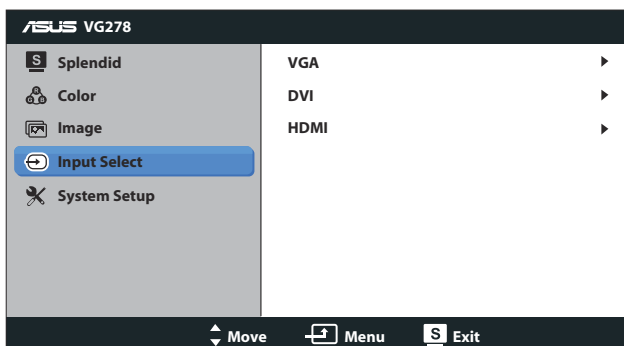 ASUS VG278
S Splendid
Color
Image
Input Select
System Setup
VGA
DVI
HDMI
Move Menu S Exit